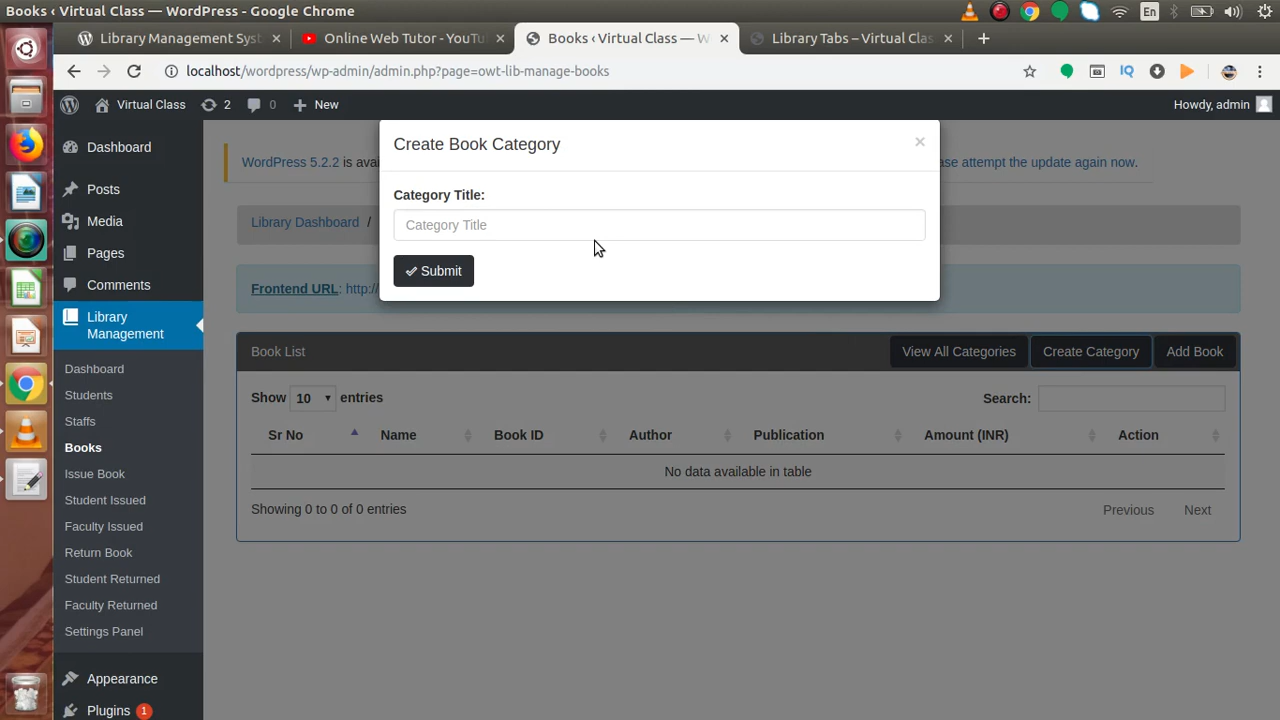 Books ‹ Virtual Class — WordPress - Google Chrome
En
Library Management Sys
Online Web Tutor - YouTu
Books ‹ Virtual Class — W
Library Tabs – Virtual Clas
localhost/wordpress/wp-admin/admin.php?page=owt-lib-manage-books
IQ
Virtual Class
2
0
New
Howdy, admin
Dashboard
Posts
Media
Pages
Comments
Library
Management
Dashboard
Students
Staffs
Books
Issue Book
Student Issued
Faculty Issued
Return Book
Student Returned
Faculty Returned
Settings Panel
Appearance
Plugins 1
WordPress 5.2.2 is avai
ase attempt the update again now.
Library Dashboard /
Frontend URL: http:/
Create Book Category
×
Category Title:
Category Title
Submit
Book List
View All Categories
Create Category
Add Book
Show 10 entries
Search:
Sr No Name Book ID Author Publication Amount (INR) Action
No data available in table
Showing 0 to 0 of 0 entries
Previous Next